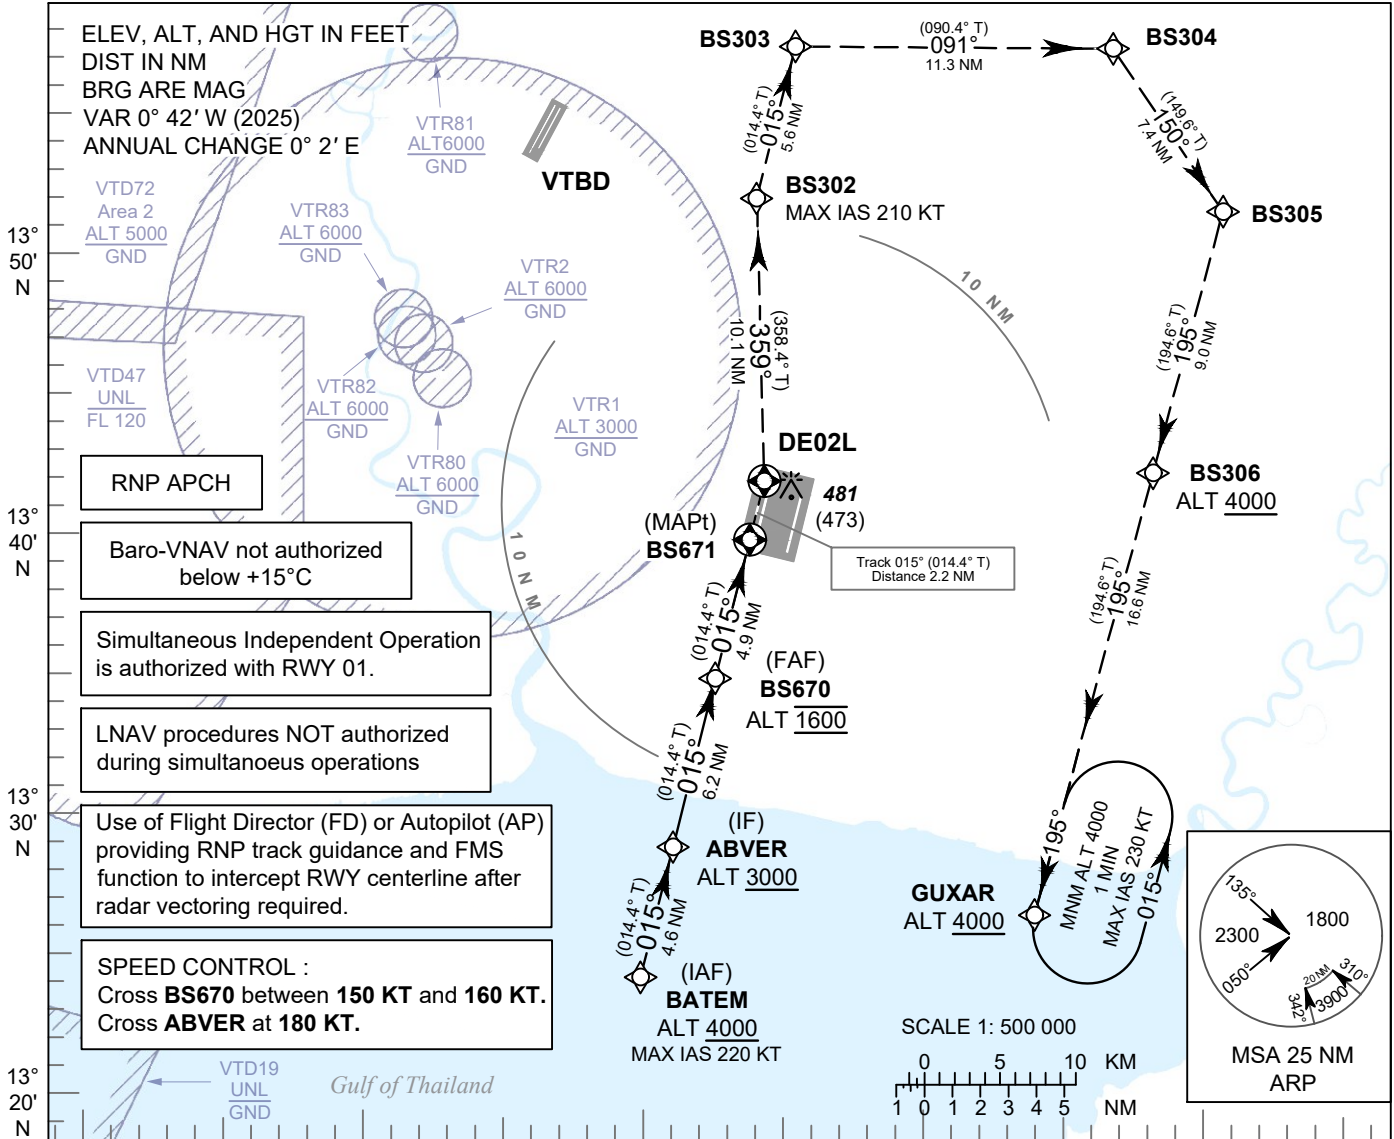 ELEV, ALT, AND HGT IN FEET
DIST IN NM
BRG ARE MAG
VAR 0° 42' W (2025)
ANNUAL CHANGE 0° 2' E
VTR81
ALT6000
GND
VTBD
VTD72
Area 2
ALT 5000
GND
VTR83
ALT 6000
GND
VTR2
ALT 6000
GND
13°
50'
N
VTD47
UNL
FL 120
VTR82
ALT 6000
GND
VTR1
ALT 3000
GND
VTR80
ALT 6000
GND
BS303
(090.4° T)
091°
11.3 NM
BS304
(014.4° T)
015°
5.6 NM
(149.6° T)
150°
7.4 NM
BS302
MAX IAS 210 KT
BS305
10 NM
(358.4° T)
359°
10.1 NM
(194.6° T)
195°
9.0 NM
DE02L
481
(473)
BS306
ALT 4000
(MAPt)
BS671
Track 015° (014.4° T)
Distance 2.2 NM
13°
40'
N
RNP APCH
Baro-VNAV not authorized
below +15°C
10 NM
Simultaneous Independent Operation
is authorized with RWY 01.
(014.4° T)
015°
4.9 NM
(194.6° T)
195°
16.6 NM
(FAF)
BS670
ALT 1600
LNAV procedures NOT authorized
during simultanoeus operations
(014.4° T)
015°
6.2 NM
13°
30'
N
Use of Flight Director (FD) or Autopilot (AP)
providing RNP track guidance and FMS
function to intercept RWY centerline after
radar vectoring required.
(IF)
ABVER
ALT 3000
195°
MNM ALT 4000
1 MIN
MAX IAS 230 KT
015°
GUXAR
ALT 4000
(014.4° T)
015°
4.6 NM
SPEED CONTROL :
Cross BS670 between 150 KT and 160 KT.
Cross ABVER at 180 KT.
(IAF)
BATEM
ALT 4000
MAX IAS 220 KT
135°
1800
2300
050°
20 NM
310°
342°
3900
MSA 25 NM
ARP
SCALE 1: 500 000
0 5 10 KM
1 0 1 2 3 4 5 NM
13°
20'
N
VTD19
UNL
GND
Gulf of Thailand